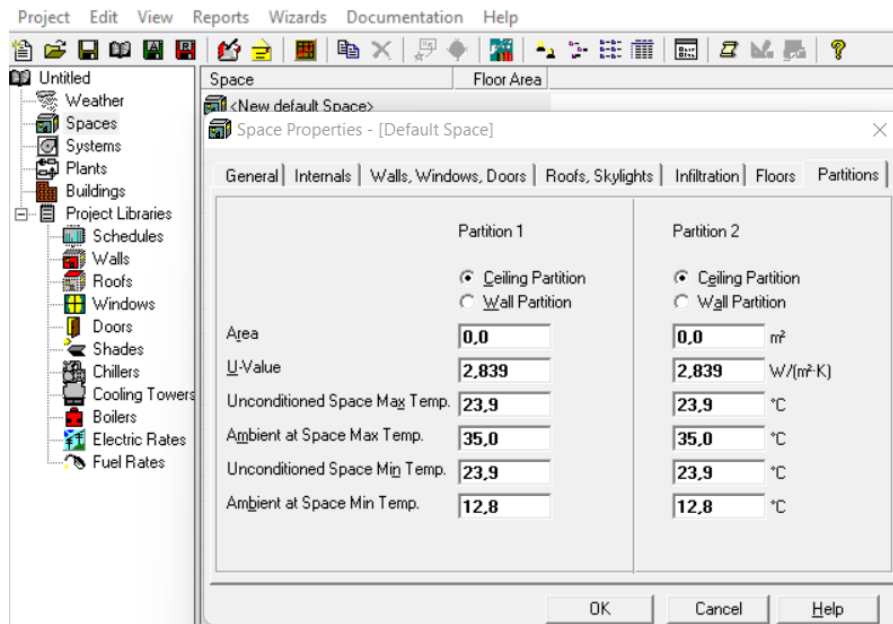 Project Edit View Reports Wizards Documentation Help
Untitled
Weather
Spaces
Systems
Plants
Buildings
Project Libraries
Schedules
Walls
Roofs
Windows
Doors
Shades
Chillers
Cooling Towers
Boilers
Electric Rates
Fuel Rates
Space Floor Area
<New default Space>
Space Properties - [Default Space]
General Internals Walls, Windows, Doors Roofs, Skylights Infiltration Floors Partitions
Partition 1 Partition 2
Ceiling Partition Ceiling Partition
Wall Partition Wall Partition
Area 0,0 0,0 m²
U-Value 2,839 2,839 W/(m²·K)
Unconditioned Space Max Temp. 23,9 23,9 °C
Ambient at Space Max Temp. 35,0 35,0 °C
Unconditioned Space Min Temp. 23,9 23,9 °C
Ambient at Space Min Temp. 12,8 12,8 °C
OK Cancel Help